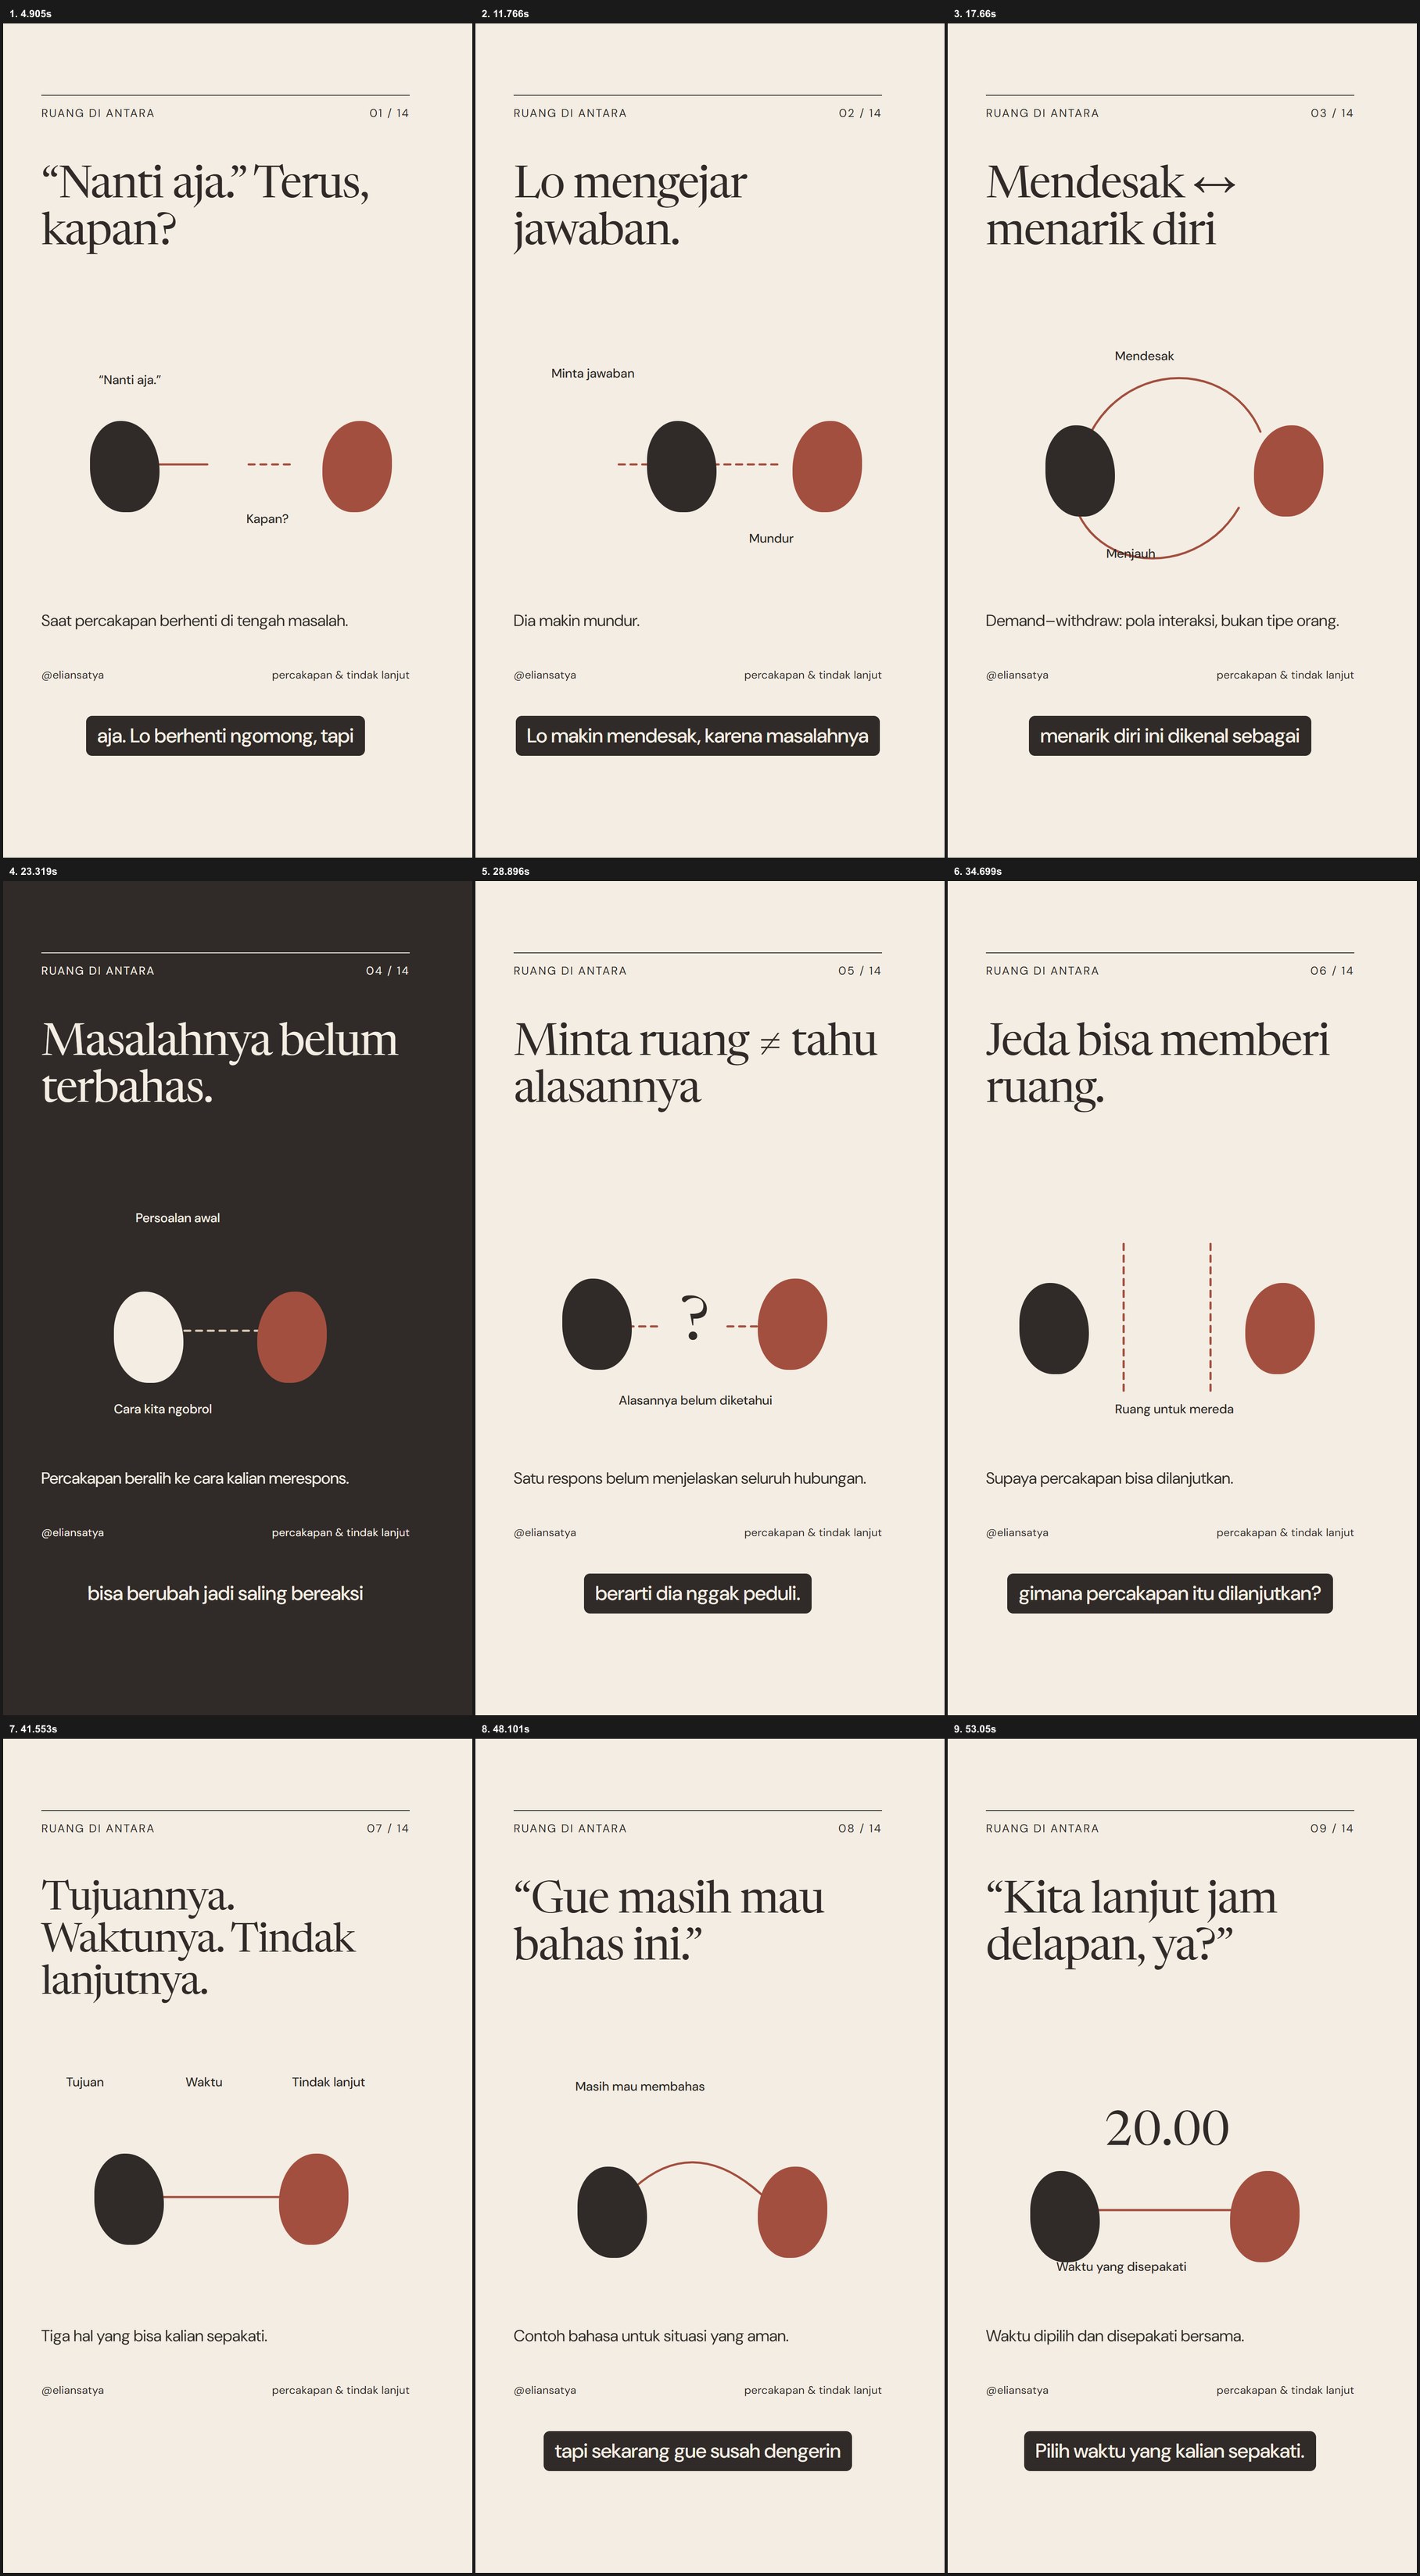 1. 4.905s
RUANG DI ANTARA
01 / 14
“Nanti aja.” Terus,
kapan?
“Nanti aja.”
Kapan?
Saat percakapan berhenti di tengah masalah.
@eliansatya
percakapan & tindak lanjut
aja. Lo berhenti ngomong, tapi
2. 11.766s
RUANG DI ANTARA
02 / 14
Lo mengejar
jawaban.
Minta jawaban
Mundur
Dia makin mundur.
@eliansatya
percakapan & tindak lanjut
Lo makin mendesak, karena masalahnya
3. 17.66s
RUANG DI ANTARA
03 / 14
Mendesak ↔
menarik diri
Mendesak
Menjauh
Demand–withdraw: pola interaksi, bukan tipe orang.
@eliansatya
percakapan & tindak lanjut
menarik diri ini dikenal sebagai
4. 23.319s
RUANG DI ANTARA
04 / 14
Masalahnya belum
terbahas.
Persoalan awal
Cara kita ngobrol
Percakapan beralih ke cara kalian merespons.
@eliansatya
percakapan & tindak lanjut
bisa berubah jadi saling bereaksi
5. 28.896s
RUANG DI ANTARA
05 / 14
Minta ruang ≠ tahu
alasannya
?
Alasannya belum diketahui
Satu respons belum menjelaskan seluruh hubungan.
@eliansatya
percakapan & tindak lanjut
berarti dia nggak peduli.
6. 34.699s
RUANG DI ANTARA
06 / 14
Jeda bisa memberi
ruang.
Ruang untuk mereda
Supaya percakapan bisa dilanjutkan.
@eliansatya
percakapan & tindak lanjut
gimana percakapan itu dilanjutkan?
7. 41.553s
RUANG DI ANTARA
07 / 14
Tujuannya.
Waktunya. Tindak
lanjutnya.
Tujuan
Waktu
Tindak lanjut
Tiga hal yang bisa kalian sepakati.
@eliansatya
percakapan & tindak lanjut
8. 48.101s
RUANG DI ANTARA
08 / 14
“Gue masih mau
bahas ini.”
Masih mau membahas
Contoh bahasa untuk situasi yang aman.
@eliansatya
percakapan & tindak lanjut
tapi sekarang gue susah dengerin
9. 53.05s
RUANG DI ANTARA
09 / 14
“Kita lanjut jam
delapan, ya?”
20.00
Waktu yang disepakati
Waktu dipilih dan disepakati bersama.
@eliansatya
percakapan & tindak lanjut
Pilih waktu yang kalian sepakati.